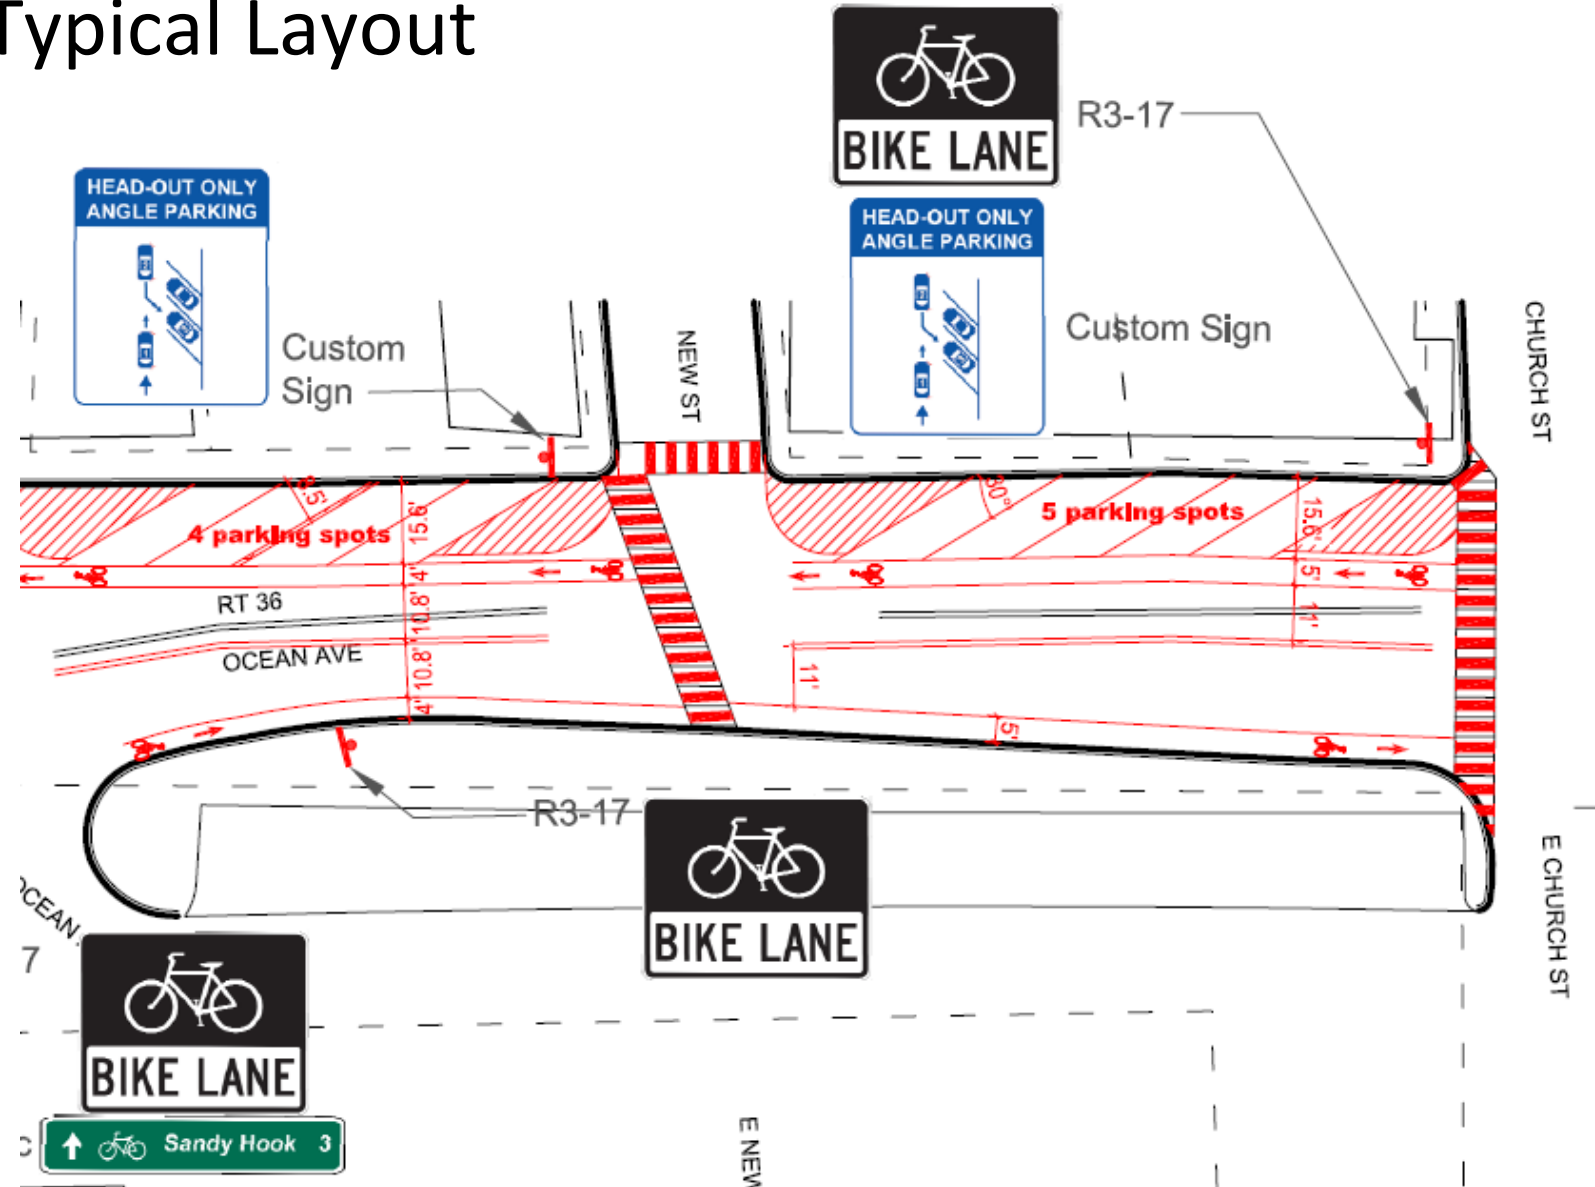 Typical Layout
BIKE LANE
R3-17
HEAD-OUT ONLY
ANGLE PARKING
HEAD-OUT ONLY
ANGLE PARKING
Custom
Sign
Custom Sign
NEW ST
CHURCH ST
8.5'
15.6'
4 parking spots
30°
5 parking spots
15.6'
4'
5'
RT 36
10.8'
11'
OCEAN AVE
10.8'
11'
4'
5'
R3-17
BIKE LANE
OCEAN
7
E CHURCH ST
BIKE LANE
Sandy Hook 3
E NEW